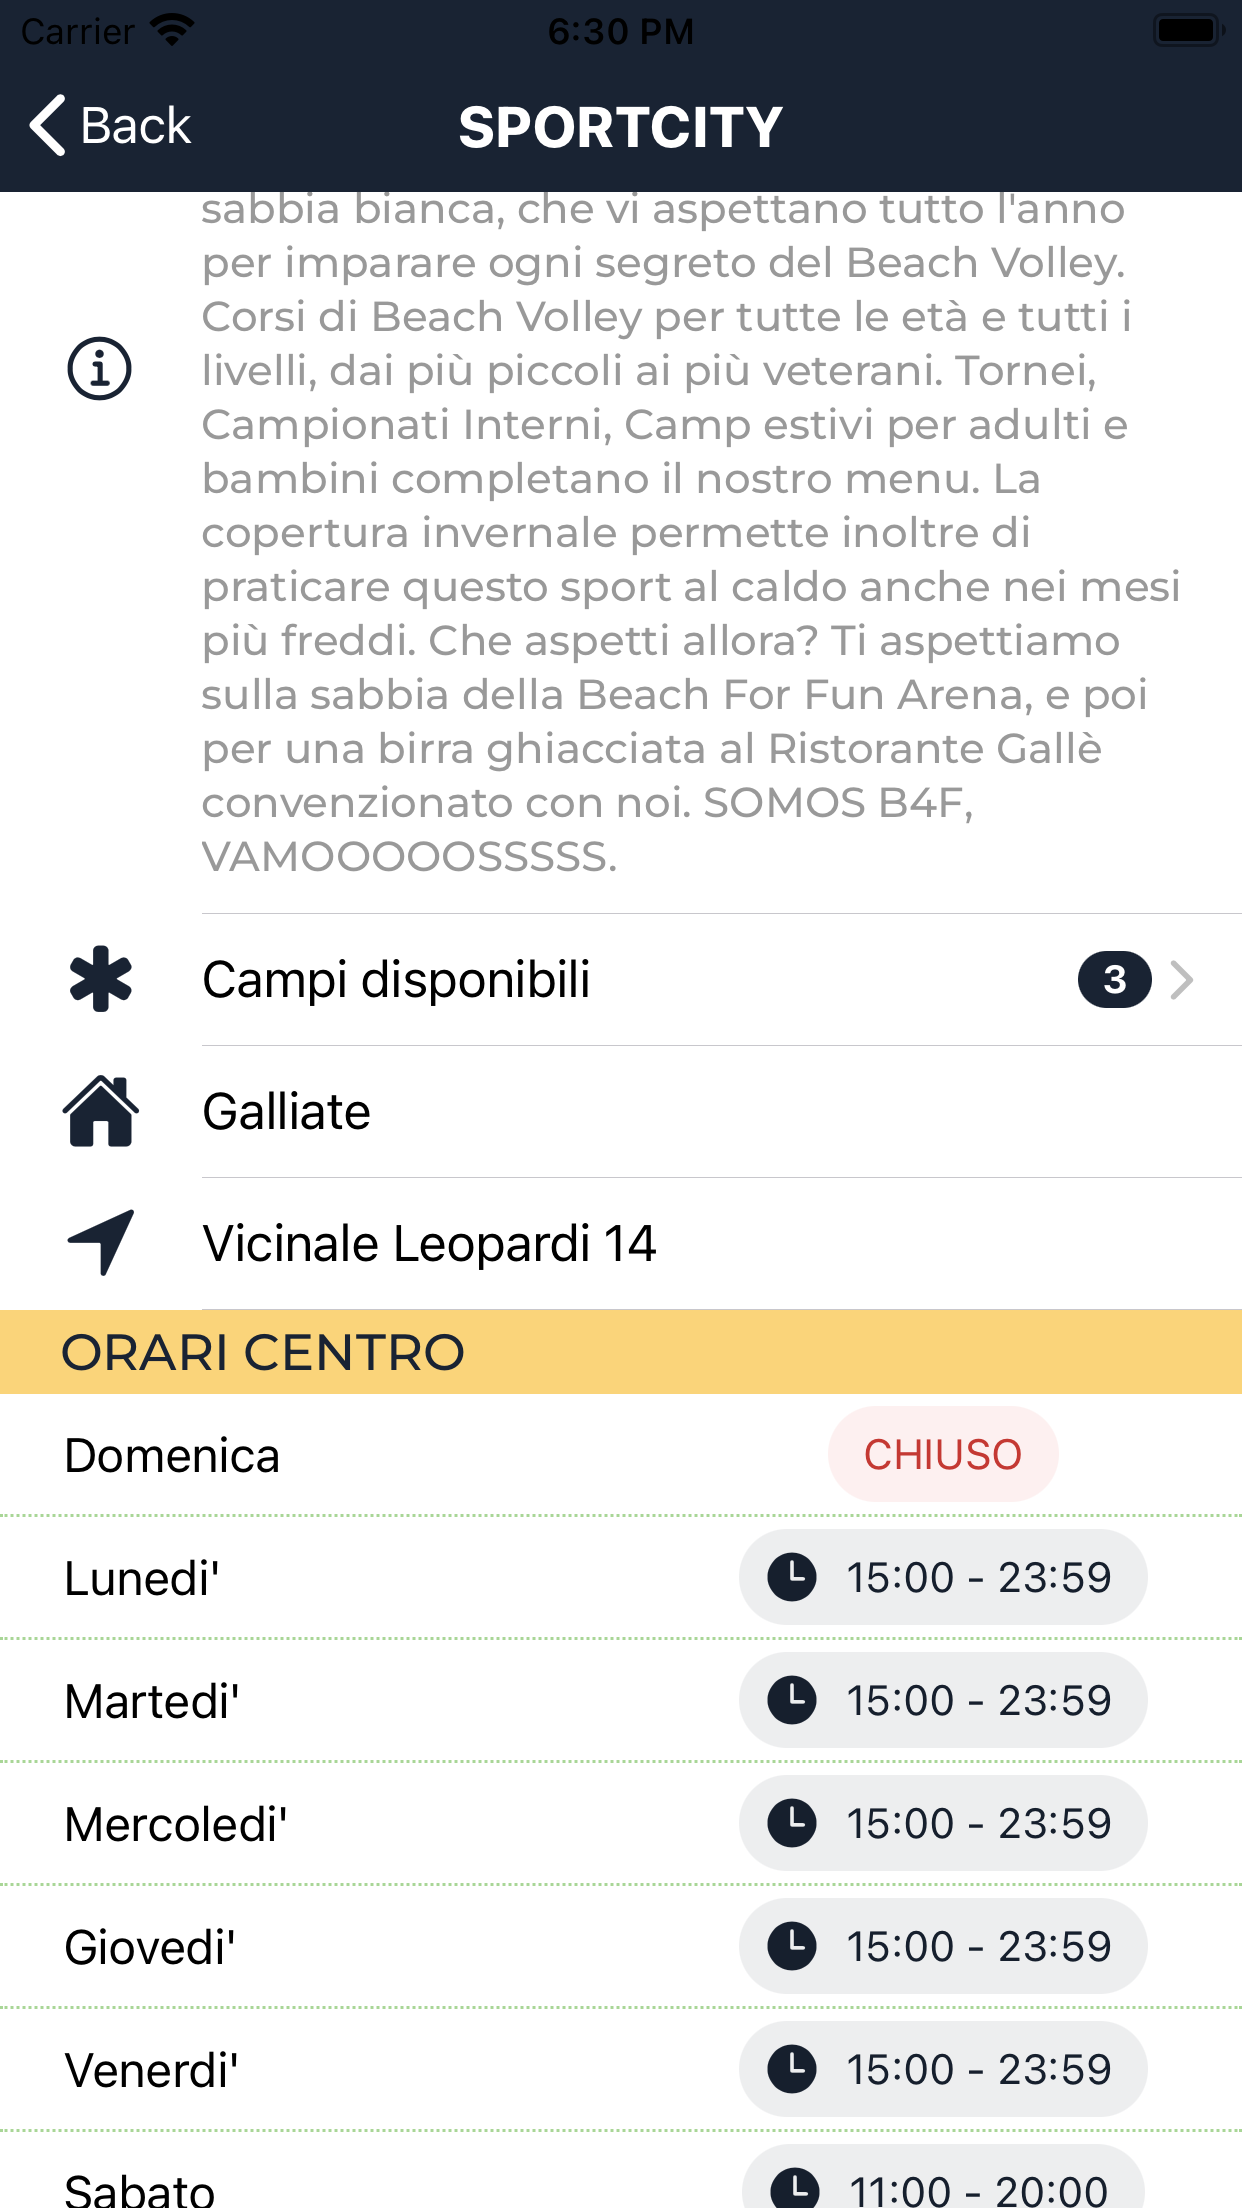 Carrier
6:30 PM
Back
SPORTCITY
sabbia bianca, che vi aspettano tutto l'anno
per imparare ogni segreto del Beach Volley.
Corsi di Beach Volley per tutte le età e tutti i
livelli, dai più piccoli ai più veterani. Tornei,
Campionati Interni, Camp estivi per adulti e
bambini completano il nostro menu. La
copertura invernale permette inoltre di
praticare questo sport al caldo anche nei mesi
più freddi. Che aspetti allora? Ti aspettiamo
sulla sabbia della Beach For Fun Arena, e poi
per una birra ghiacciata al Ristorante Gallè
convenzionato con noi. SOMOS B4F,
VAMOOOOOSSSSS.
Campi disponibili 3
Galliate
Vicinale Leopardi 14
ORARI CENTRO
Domenica CHIUSO
Lunedi' 15:00 - 23:59
Martedi' 15:00 - 23:59
Mercoledi' 15:00 - 23:59
Giovedi' 15:00 - 23:59
Venerdi' 15:00 - 23:59
Sabato 11:00 - 20:00